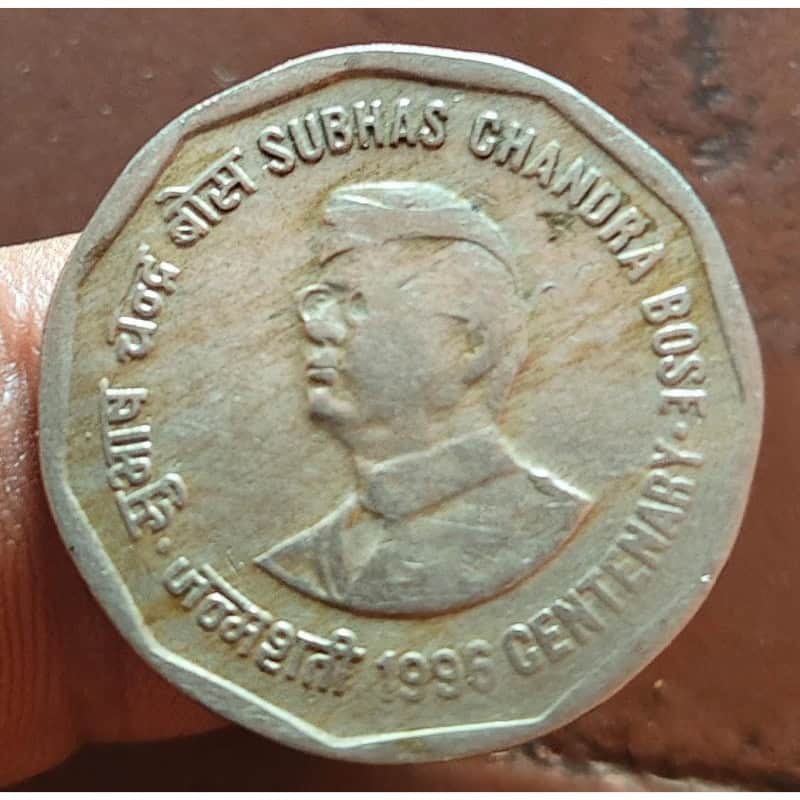 सुभाष चन्द्र बोस SUBHAS CHANDRA BOSE
जन्मशती 1996 CENTENARY